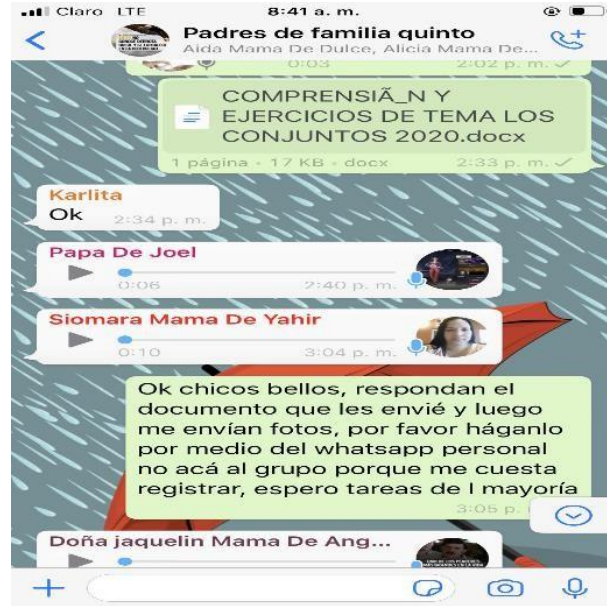 Claro LTE 8:41 a. m.
Padres de familia quinto
Aida Mama De Dulce, Alicia Mama De...
0:03 2:02 p. m.
COMPRENSIÃ_N Y
EJERCICIOS DE TEMA LOS
CONJUNTOS 2020.docx
1 página • 17 KB • docx 2:33 p. m.
Karlita
Ok 2:34 p. m.
Papa De Joel
0:06 2:40 p. m.
Siomara Mama De Yahir
0:10 3:04 p. m.
Ok chicos bellos, respondan el
documento que les envié y luego
me envían fotos, por favor háganlo
por medio del whatsapp personal
no acá al grupo porque me cuesta
registrar, espero tareas de l mayoría
3:05 p.
Doña jaquelin Mama De Ang...